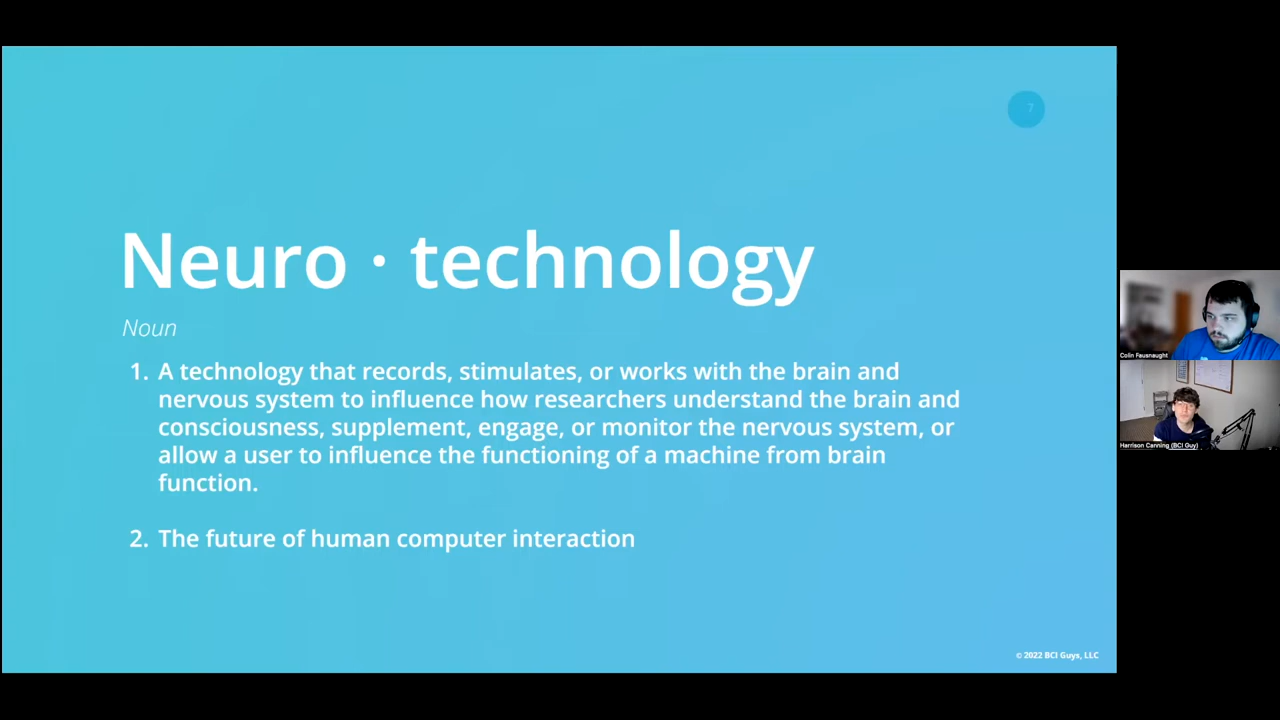 7
Neuro · technology
Noun
1. A technology that records, stimulates, or works with the brain and
nervous system to influence how researchers understand the brain and
consciousness, supplement, engage, or monitor the nervous system, or
allow a user to influence the functioning of a machine from brain
function.
2. The future of human computer interaction
© 2022 BCI Guys, LLC
Colin Fausnaught
Harrison Canning (BCI Guy)